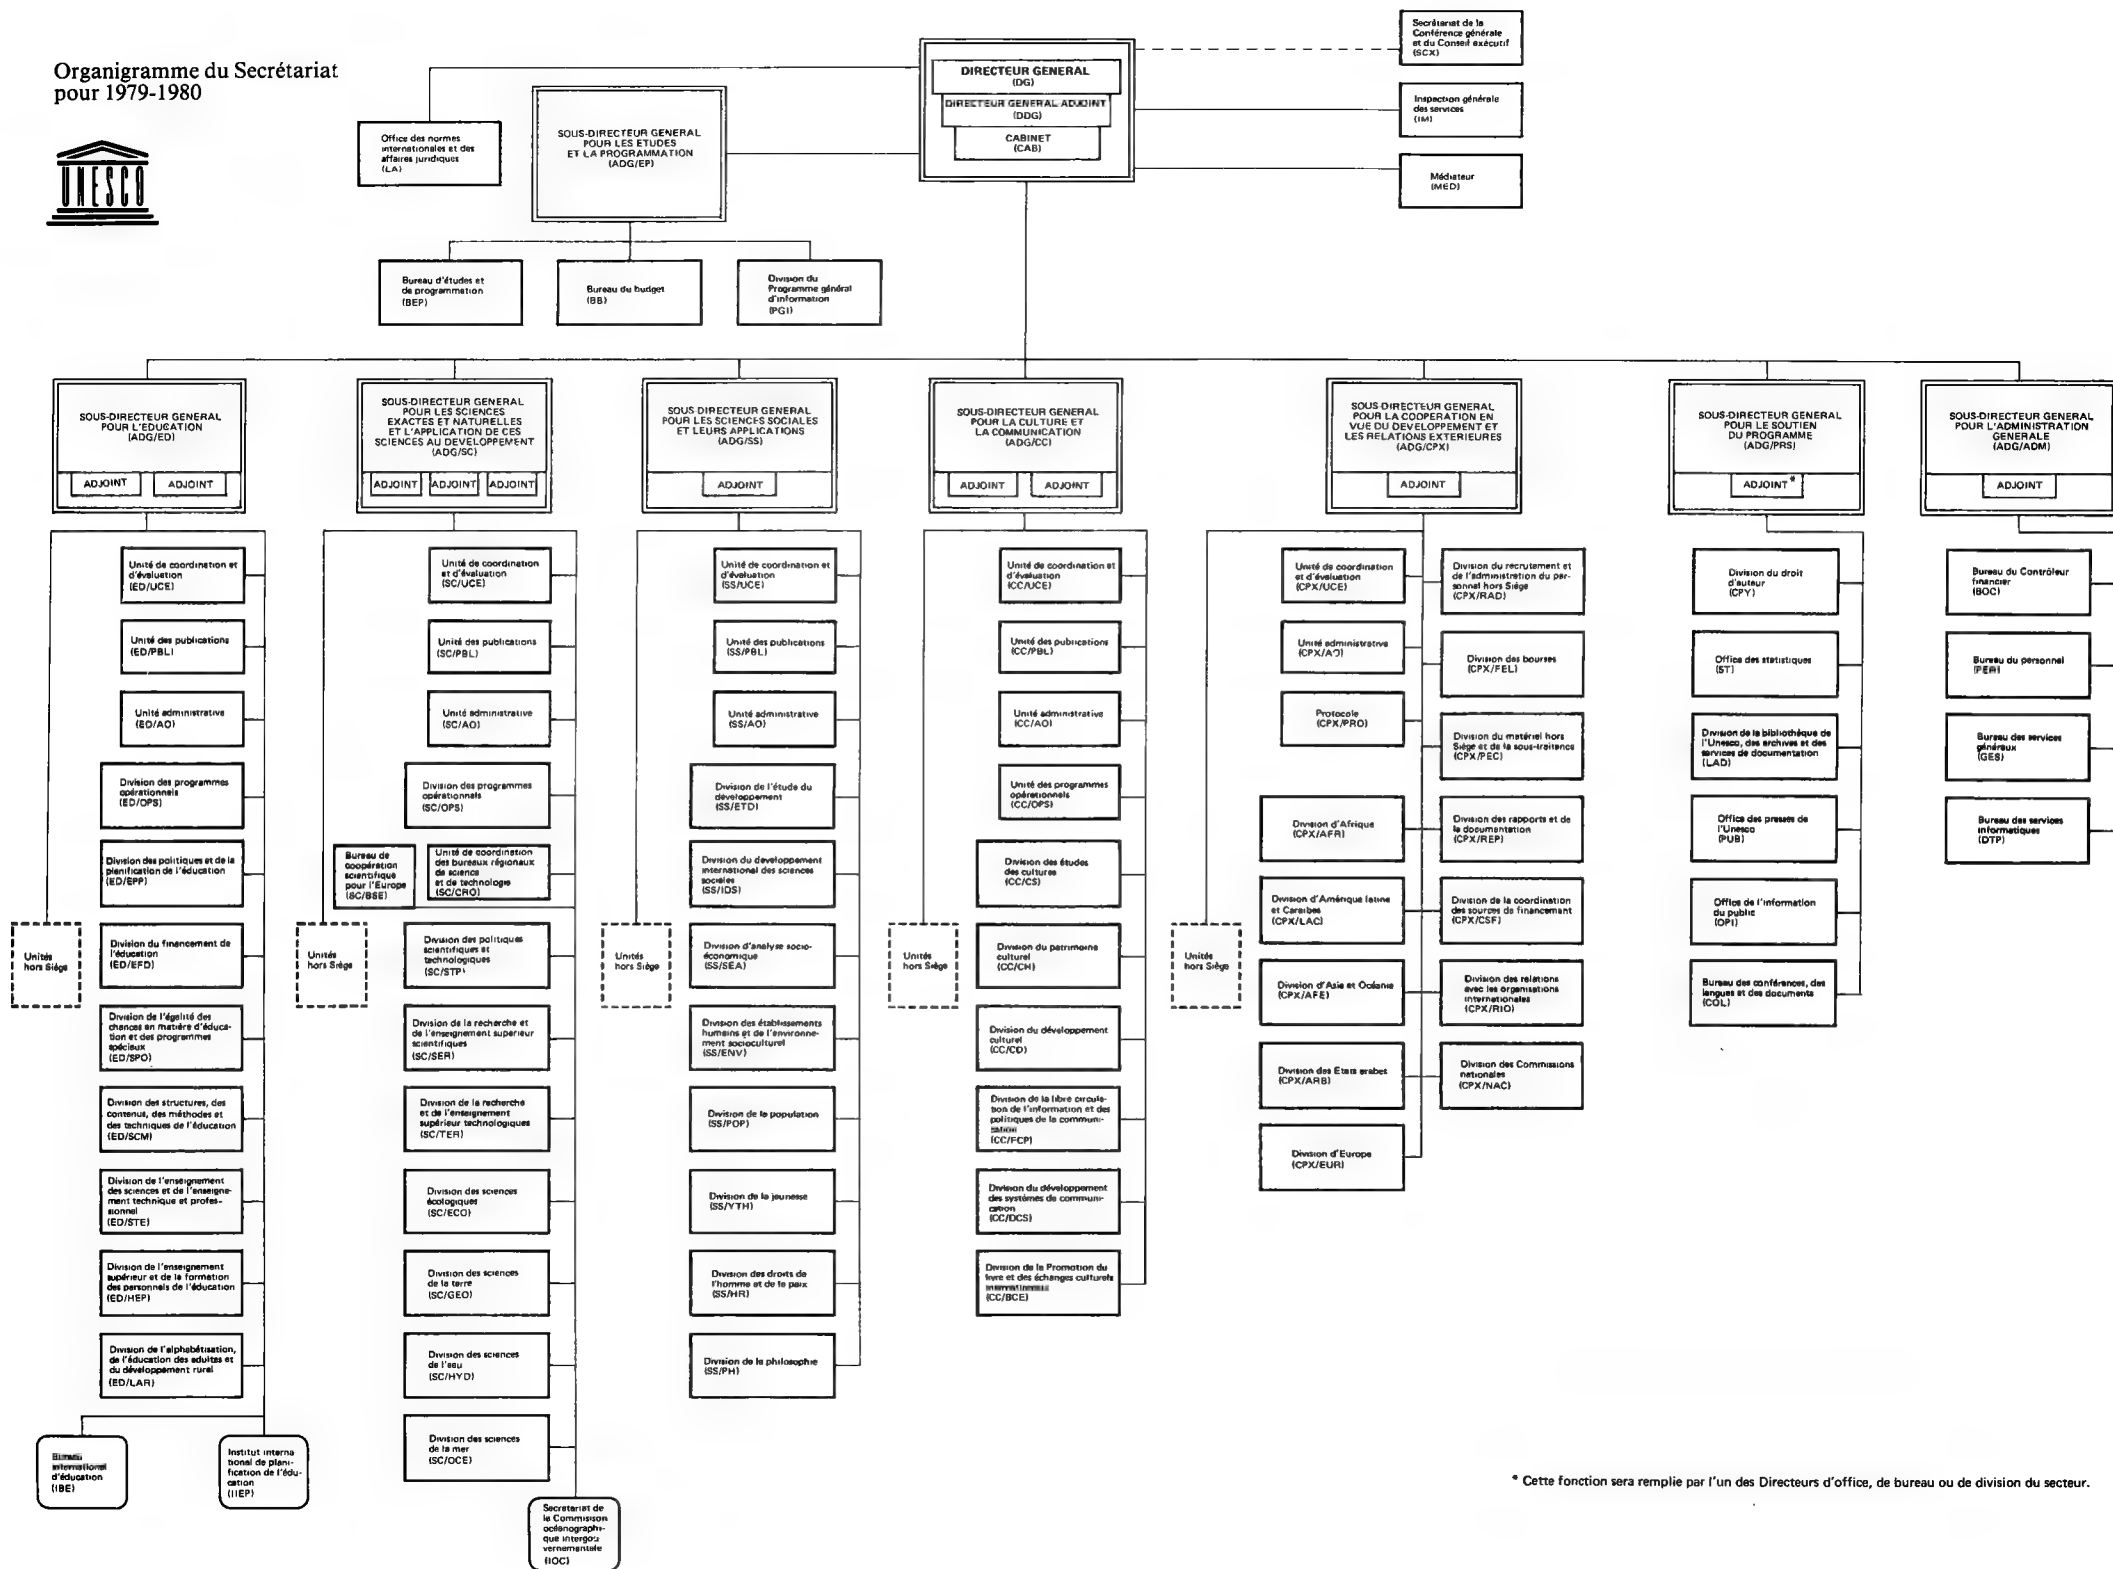 Organigramme du Secrétariat
pour 1979-1980
UNESCO
DIRECTEUR GENERAL
(DG)
DIRECTEUR GENERAL ADJOINT
(DDG)
CABINET
(CAB)
Secrétariat de la
Conférence générale
et du Conseil exécutif
(SCX)
Inspection générale
des services
(IM)
Médiateur
(MED)
Office des normes
internationales et des
affaires juridiques
(LA)
SOUS-DIRECTEUR GENERAL
POUR LES ETUDES
ET LA PROGRAMMATION
(ADG/EP)
Bureau d'études et
de programmation
(BEP)
Bureau du budget
(BB)
Division du
Programme général
d'information
(PGI)
SOUS-DIRECTEUR GENERAL
POUR L'EDUCATION
(ADG/ED)
ADJOINT
ADJOINT
Unité de coordination et
d'évaluation
(ED/UCE)
Unité des publications
(ED/PBL)
Unité administrative
(ED/AO)
Division des programmes
opérationnels
(ED/OPS)
Division des politiques et de la
planification de l'éducation
(ED/EPP)
Unités
hors Siège
Division du financement de
l'éducation
(ED/EFD)
Division de l'égalité des
chances en matière d'éduca-
tion et des programmes
spéciaux
(ED/SPO)
Division des structures, des
contenus, des méthodes et
des techniques de l'éducation
(ED/SCM)
Division de l'enseignement
des sciences et de l'enseigne-
ment technique et profes-
sionnel
(ED/STE)
Division de l'enseignement
supérieur et de la formation
des personnels de l'éducation
(ED/HEP)
Division de l'alphabétisation,
de l'éducation des adultes et
du développement rural
(ED/LAR)
Bureau
international
d'éducation
(IBE)
Institut interna
tional de plani-
fication de l'édu-
cation
(IIEP)
SOUS-DIRECTEUR GENERAL
POUR LES SCIENCES
EXACTES ET NATURELLES
ET L'APPLICATION DE CES
SCIENCES AU DEVELOPPEMENT
(ADG/SC)
ADJOINT
ADJOINT
ADJOINT
Unité de coordination
et d'évaluation
(SC/UCE)
Unité des publications
(SC/PBL)
Unité administrative
(SC/AO)
Division des programmes
opérationnels
(SC/OPS)
Bureau de
coopération
scientifique
pour l'Europe
(SC/BSE)
Unité de coordination
des bureaux régionaux
de science
et de technologie
(SC/CRO)
Unités
hors Siège
Division des politiques
scientifiques et
technologiques
(SC/STP)
Division de la recherche et
de l'enseignement supérieur
scientifiques
(SC/SER)
Division de la recherche
et de l'enseignement
supérieur technologiques
(SC/TER)
Division des sciences
écologiques
(SC/ECO)
Division des sciences
de la terre
(SC/GEO)
Division des sciences
de l'eau
(SC/HYD)
Division des sciences
de la mer
(SC/OCE)
Secrétariat de
la Commission
océanographi-
que intergou
vernementale
(IOC)
SOUS DIRECTEUR GENERAL
POUR LES SCIENCES SOCIALES
ET LEURS APPLICATIONS
(ADG/SS)
ADJOINT
Unité de coordination et
d'évaluation
(SS/UCE)
Unité des publications
(SS/PBL)
Unité administrative
(SS/AO)
Division de l'étude du
développement
(SS/ETD)
Division du développement
international des sciences
sociales
(SS/IDS)
Unités
hors Siège
Division d'analyse socio-
économique
(SS/SEA)
Division des établissements
humains et de l'environne-
ment socioculturel
(SS/ENV)
Division de la population
(SS/POP)
Division de la jeunesse
(SS/YTH)
Division des droits de
l'homme et de la paix
(SS/HR)
Division de la philosophie
(SS/PH)
SOUS-DIRECTEUR GENERAL
POUR LA CULTURE ET
LA COMMUNICATION
(ADG/CC)
ADJOINT
ADJOINT
Unité de coordination et
d'évaluation
(CC/UCE)
Unité des publications
(CC/PBL)
Unité administrative
(CC/AO)
Unité des programmes
opérationnels
(CC/OPS)
Division des études
des cultures
(CC/CS)
Unités
hors Siège
Division du patrimoine
culturel
(CC/CH)
Division du développement
culturel
(CC/CD)
Division de la libre circula-
tion de l'information et des
politiques de la communi-
cation
(CC/FCP)
Division du développement
des systèmes de communi-
cation
(CC/DCS)
Division de la Promotion du
livre et des échanges culturels
internationaux
(CC/BCE)
SOUS-DIRECTEUR GENERAL
POUR LA COOPERATION EN
VUE DU DEVELOPPEMENT ET
LES RELATIONS EXTERIEURES
(ADG/CPX)
ADJOINT
Unité de coordination
et d'évaluation
(CPX/UCE)
Unité administrative
(CPX/AO)
Protocole
(CPX/PRO)
Division d'Afrique
(CPX/AFR)
Division d'Amérique latine
et Caraïbes
(CPX/LAC)
Unités
hors Siège
Division d'Asie et Océanie
(CPX/AFE)
Division des Etats arabes
(CPX/ARB)
Division d'Europe
(CPX/EUR)
Division du recrutement et
de l'administration du per-
sonnel hors Siège
(CPX/RAD)
Division des bourses
(CPX/FEL)
Division du matériel hors
Siège et de la sous-traitance
(CPX/PEC)
Division des rapports et de
la documentation
(CPX/REP)
Division de la coordination
des sources de financement
(CPX/CSF)
Division des relations
avec les organisations
internationales
(CPX/RIO)
Division des Commissions
nationales
(CPX/NAC)
SOUS-DIRECTEUR GENERAL
POUR LE SOUTIEN
DU PROGRAMME
(ADG/PRS)
ADJOINT*
Division du droit
d'auteur
(CPY)
Office des statistiques
(ST)
Division de la bibliothèque de
l'Unesco, des archives et des
services de documentation
(LAD)
Office des presses de
l'Unesco
(PUB)
Office de l'information
du public
(OPI)
Bureau des conférences, des
langues et des documents
(COL)
SOUS-DIRECTEUR GENERAL
POUR L'ADMINISTRATION
GENERALE
(ADG/ADM)
ADJOINT
Bureau du Contrôleur
financier
(BOC)
Bureau du personnel
(PER)
Bureau des services
généraux
(GES)
Bureau des services
informatiques
(DTP)
* Cette fonction sera remplie par l'un des Directeurs d'office, de bureau ou de division du secteur.